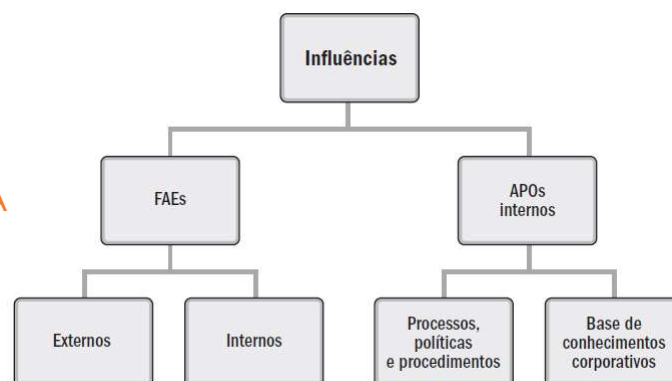 Influências
FAEs
APOs
internos
Externos
Internos
Processos,
políticas
e procedimentos
Base de
conhecimentos
corporativos